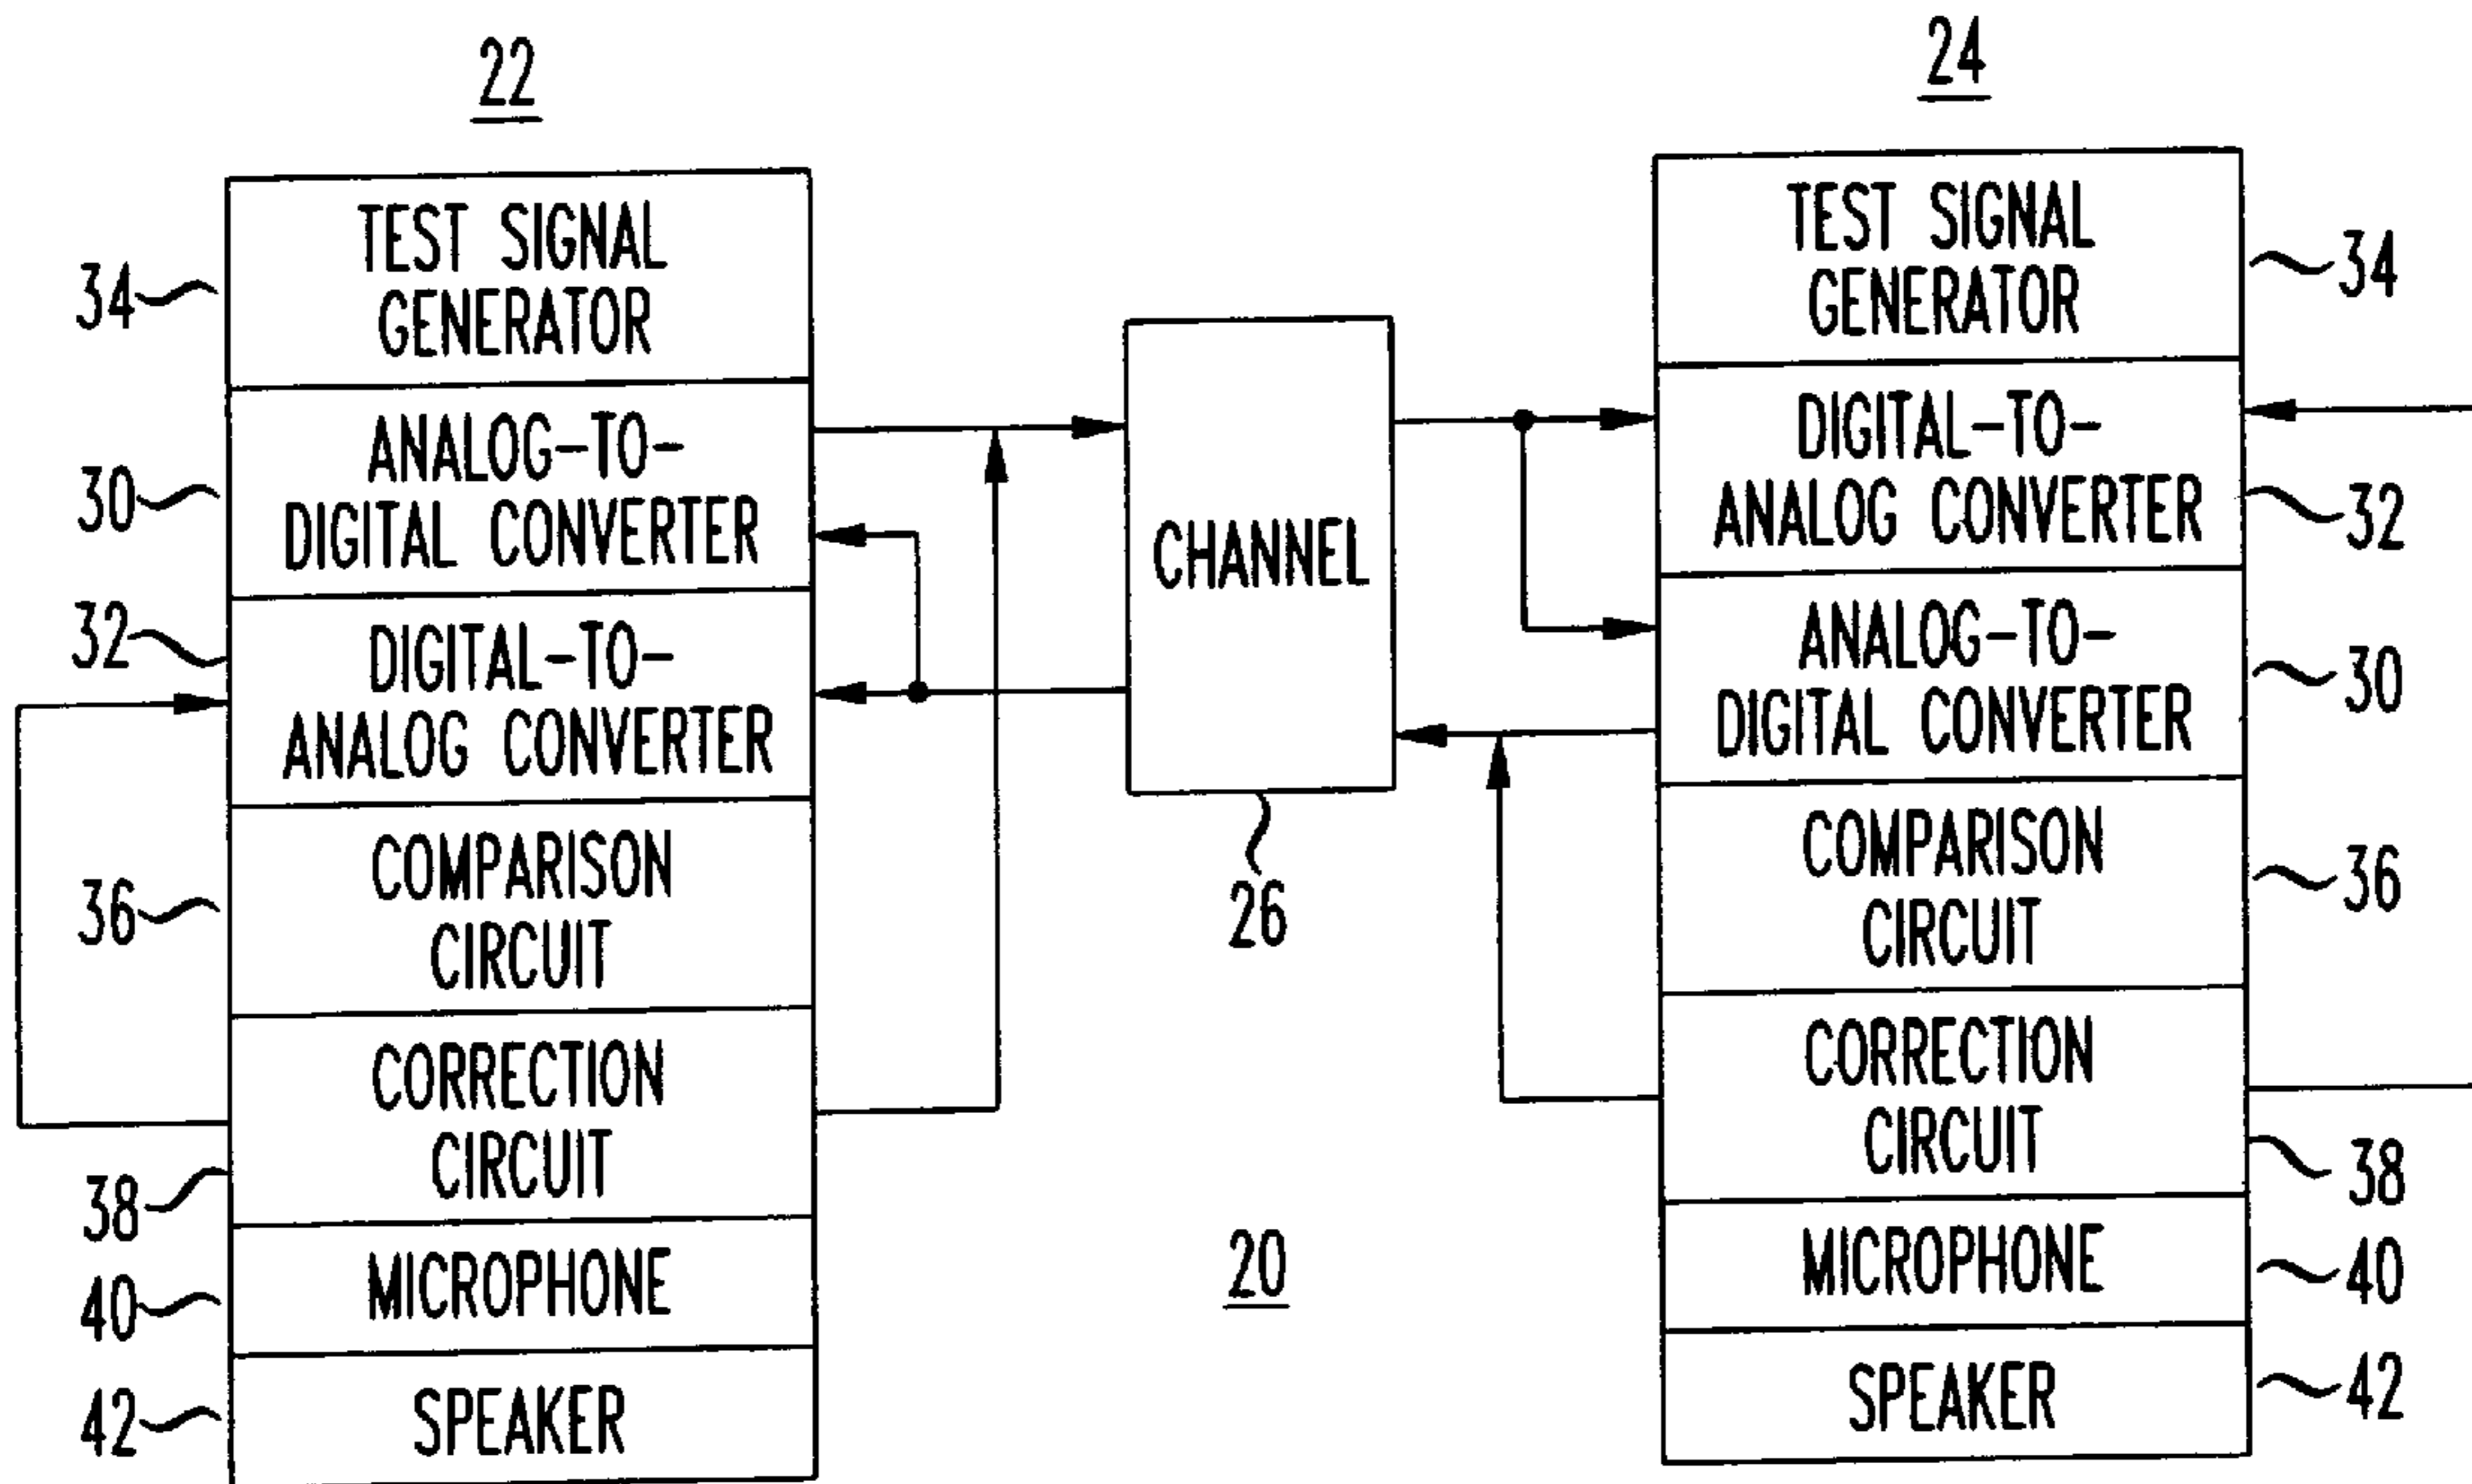 22
TEST SIGNAL
GENERATOR
34
ANALOG-TO-
DIGITAL CONVERTER
30
DIGITAL-TO-
ANALOG CONVERTER
32
COMPARISON
CIRCUIT
36
CORRECTION
CIRCUIT
38
MICROPHONE
40
SPEAKER
42
CHANNEL
26
20
24
TEST SIGNAL
GENERATOR
34
DIGITAL-TO-
ANALOG CONVERTER
32
ANALOG-TO-
DIGITAL CONVERTER
30
COMPARISON
CIRCUIT
36
CORRECTION
CIRCUIT
38
MICROPHONE
40
SPEAKER
42